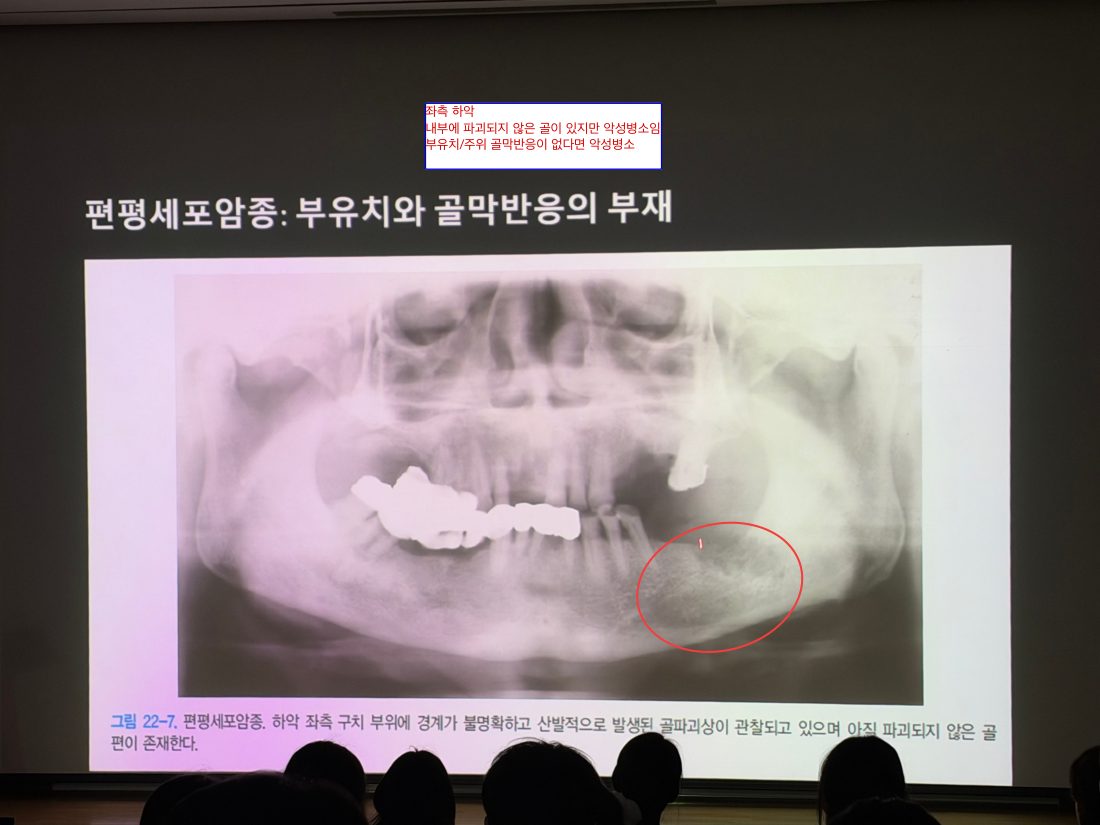 좌측 하악
내부에 파괴되지 않은 골이 있지만 악성병소임
부유치/주위 골막반응이 없다면 악성병소
편평세포암종: 부유치와 골막반응의 부재
그림 22-7. 편평세포암종. 하악 좌측 구치 부위에 경계가 불명확하고 산발적으로 발생된 골파괴상이 관찰되고 있으며 아직 파괴되지 않은 골
편이 존재한다.